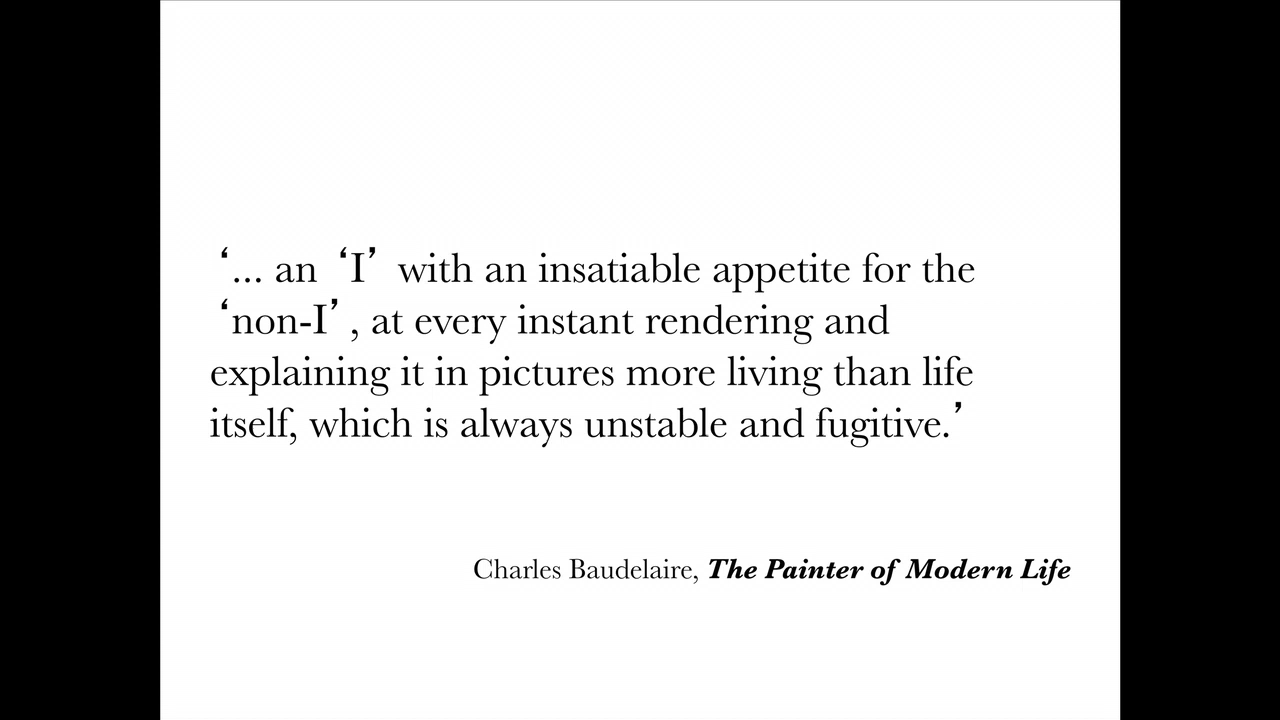 ‘... an ‘I’ with an insatiable appetite for the
‘non-I’, at every instant rendering and
explaining it in pictures more living than life
itself, which is always unstable and fugitive.’
Charles Baudelaire, The Painter of Modern Life